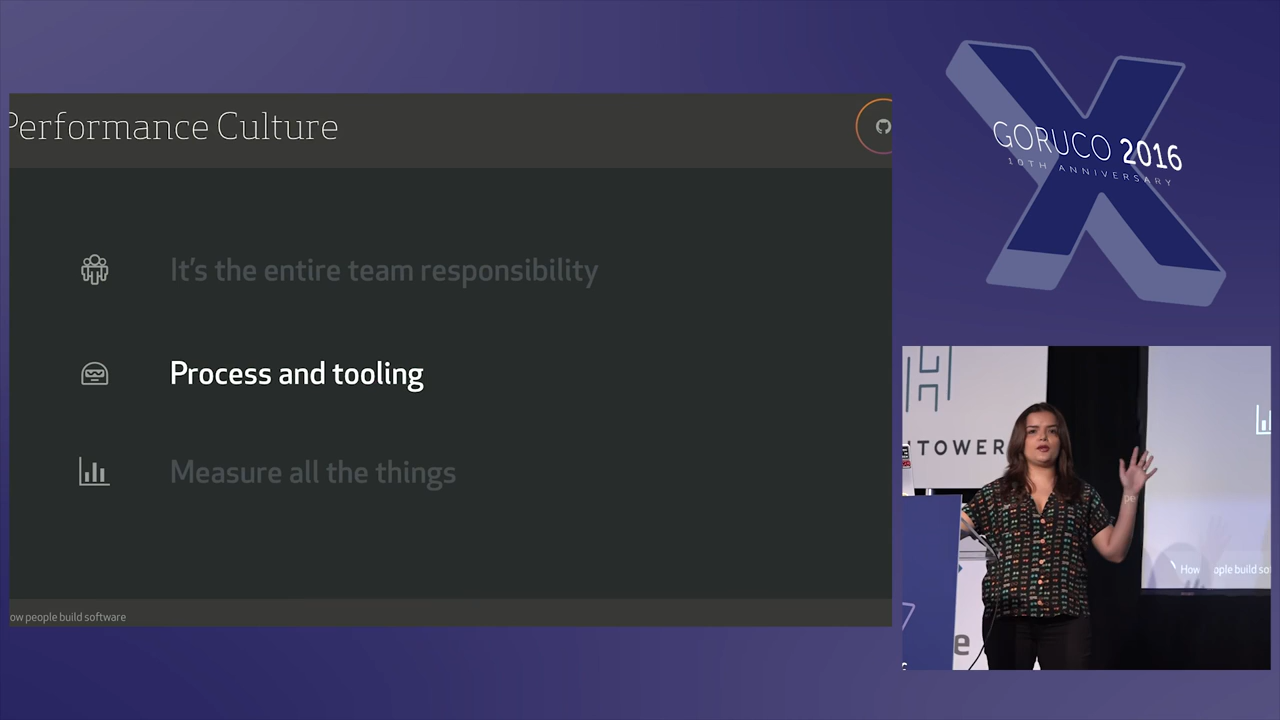 Performance Culture
It's the entire team responsibility
Process and tooling
Measure all the things
ow people build software
GORUCO 2016
10TH ANNIVERSARY
TOWER
How
ople build so
e